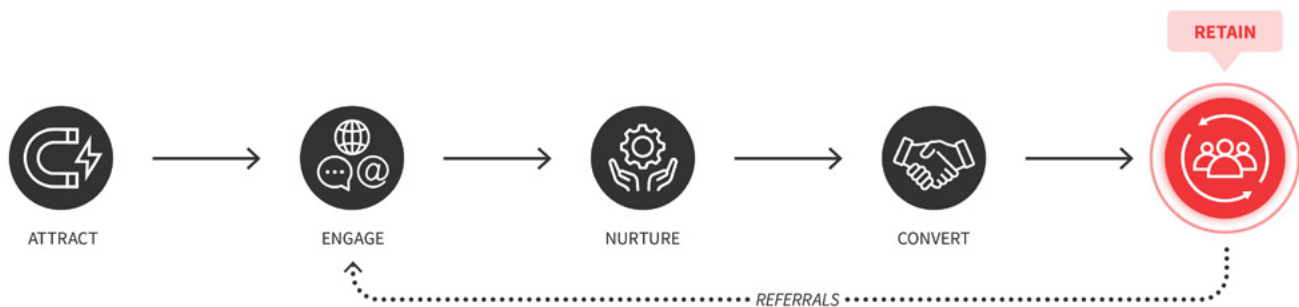 RETAIN
@
ATTRACT
ENGAGE
NURTURE
CONVERT
REFERRALS